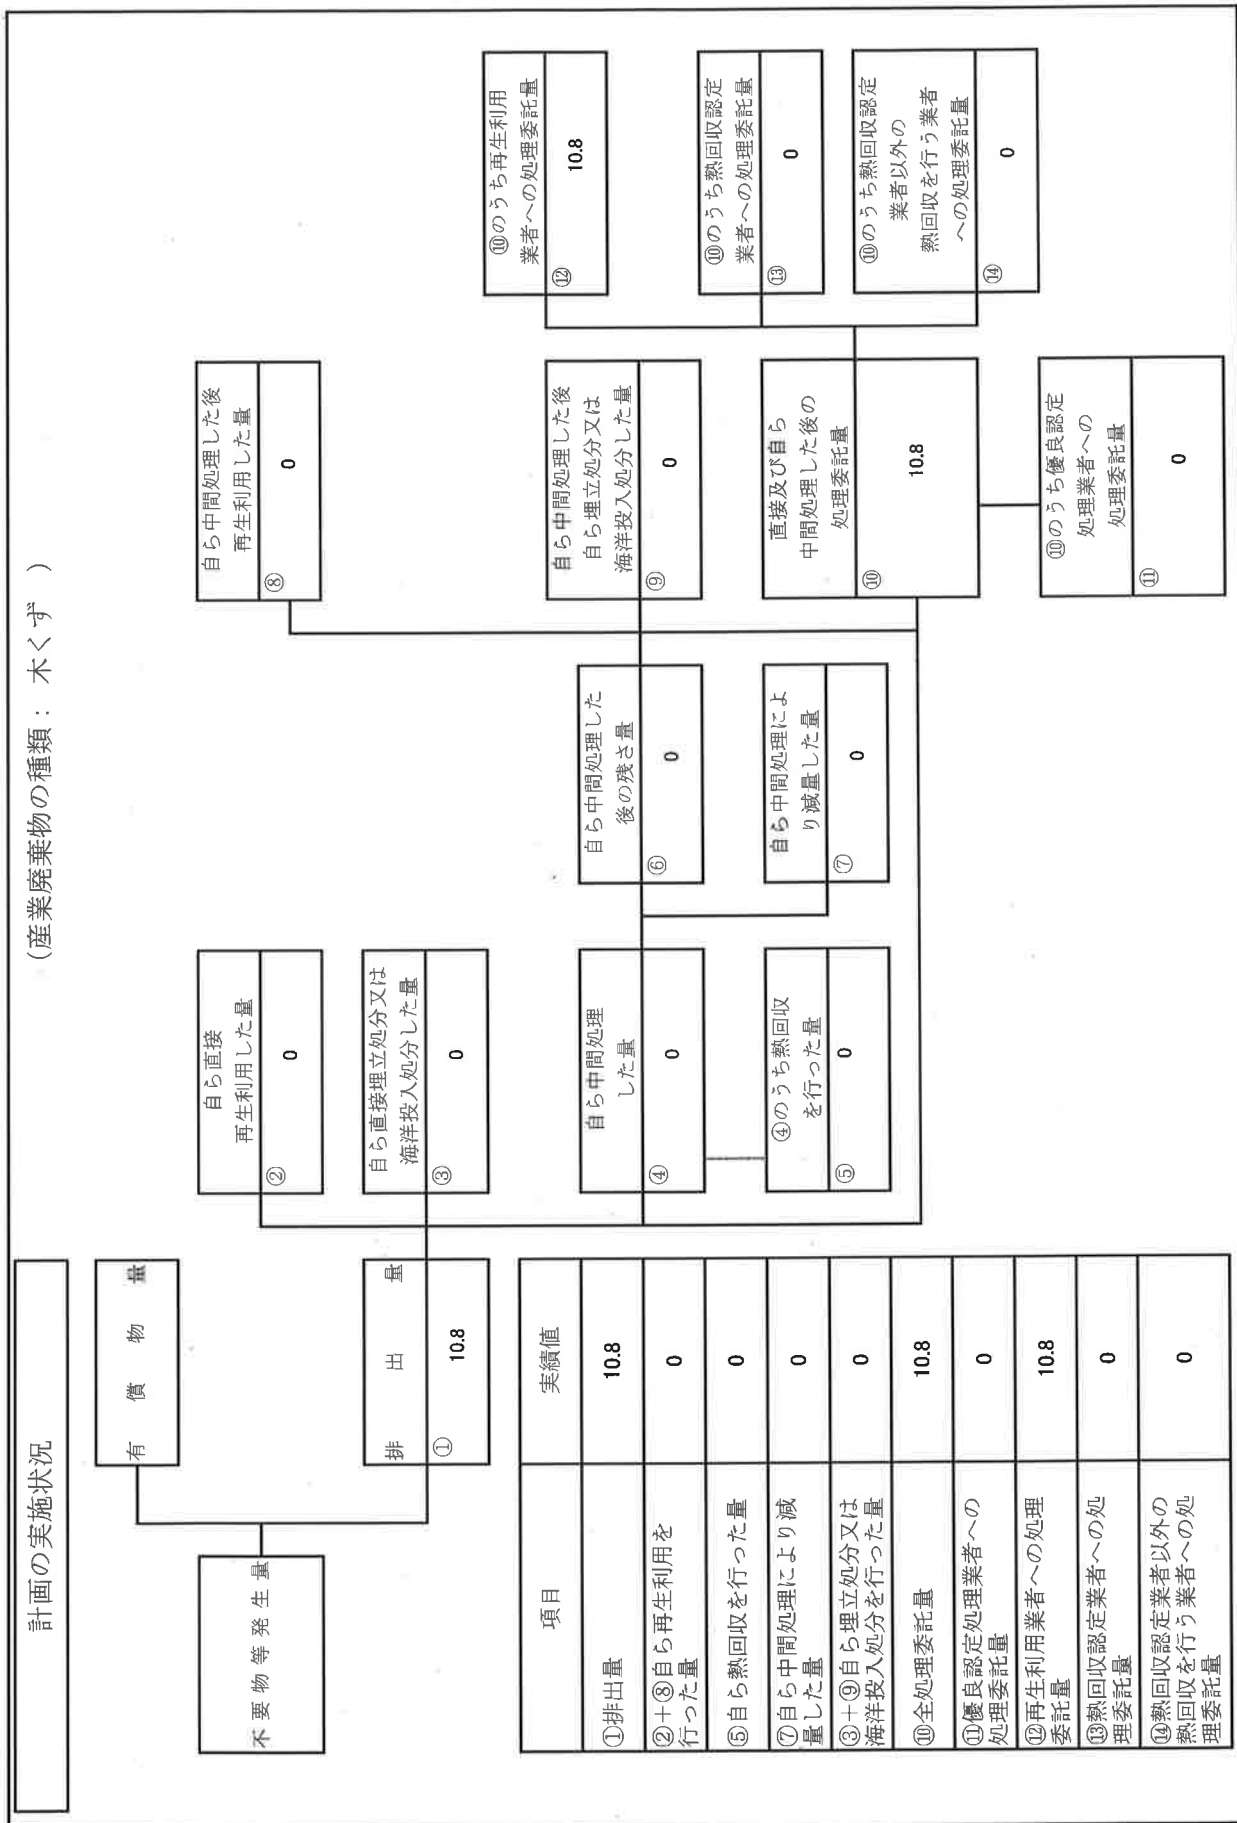 計画の実施状況
(産業廃棄物の種類： 木くず )
不要物等発生量
有償物量
排出量
①
10.8
自ら直接
再生利用した量
②
0
自ら直接埋立処分又は
海洋投入処分した量
③
0
自ら中間処理
した量
④
0
④のうち熱回収
を行った量
⑤
0
自ら中間処理した
後の残さ量
⑥
0
自ら中間処理によ
り減量した量
⑦
0
自ら中間処理した後
再生利用した量
⑧
0
自ら中間処理した後
自ら埋立処分又は
海洋投入処分した量
⑨
0
直接及び自ら
中間処理した後の
処理委託量
⑩
10.8
⑩のうち優良認定
処理業者への
処理委託量
⑪
0
⑩のうち再生利用
業者への処理委託量
⑫
10.8
⑩のうち熱回収認定
業者への処理委託量
⑬
0
⑩のうち熱回収認定
業者以外の
熱回収を行う業者
への処理委託量
⑭
0
項目 実績値
①排出量 10.8
②＋⑧自ら再生利用を
行った量 0
⑤自ら熱回収を行った量 0
⑦自ら中間処理により減
量した量 0
③＋⑨自ら埋立処分又は
海洋投入処分を行った量 0
⑩全処理委託量 10.8
⑪優良認定処理業者への
処理委託量 0
⑫再生利用業者への処理
委託量 10.8
⑬熱回収認定業者への処
理委託量 0
⑭熱回収認定業者以外の
熱回収を行う業者への処
理委託量 0